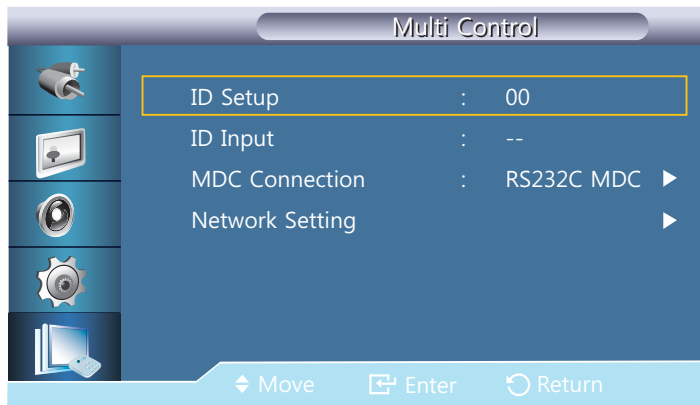 Multi Control
ID Setup : 00
ID Input : --
MDC Connection : RS232C MDC
Network Setting
Move Enter Return